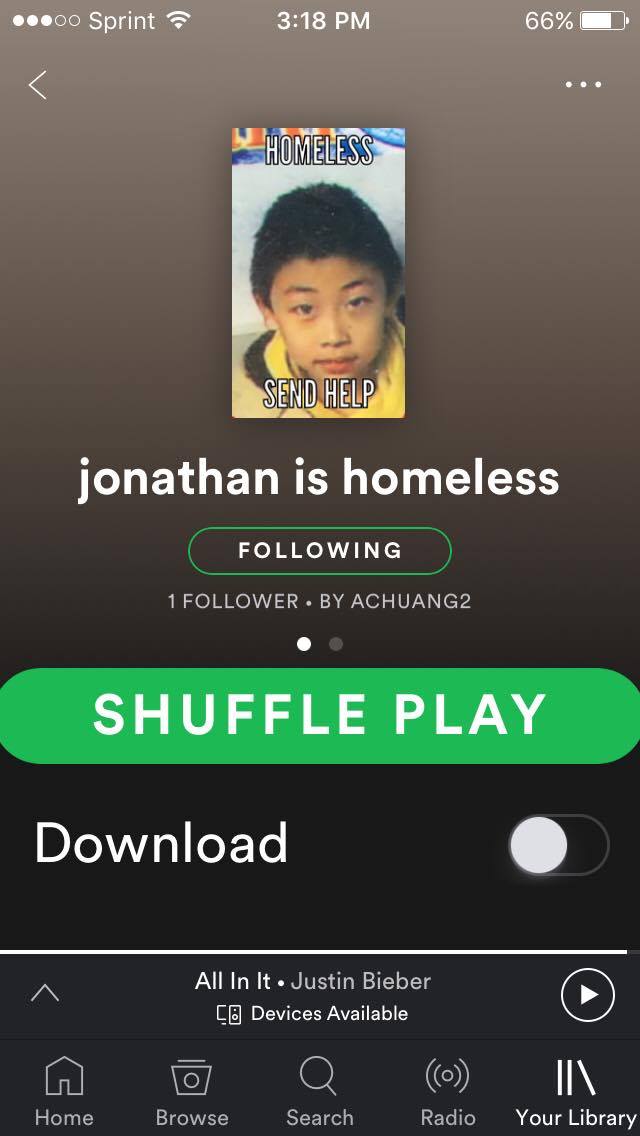 Sprint 3:18 PM 66%
HOMELESS
SEND HELP
jonathan is homeless
FOLLOWING
1 FOLLOWER • BY ACHUANG2
SHUFFLE PLAY
Download
All In It • Justin Bieber
Devices Available
Home Browse Search Radio Your Library